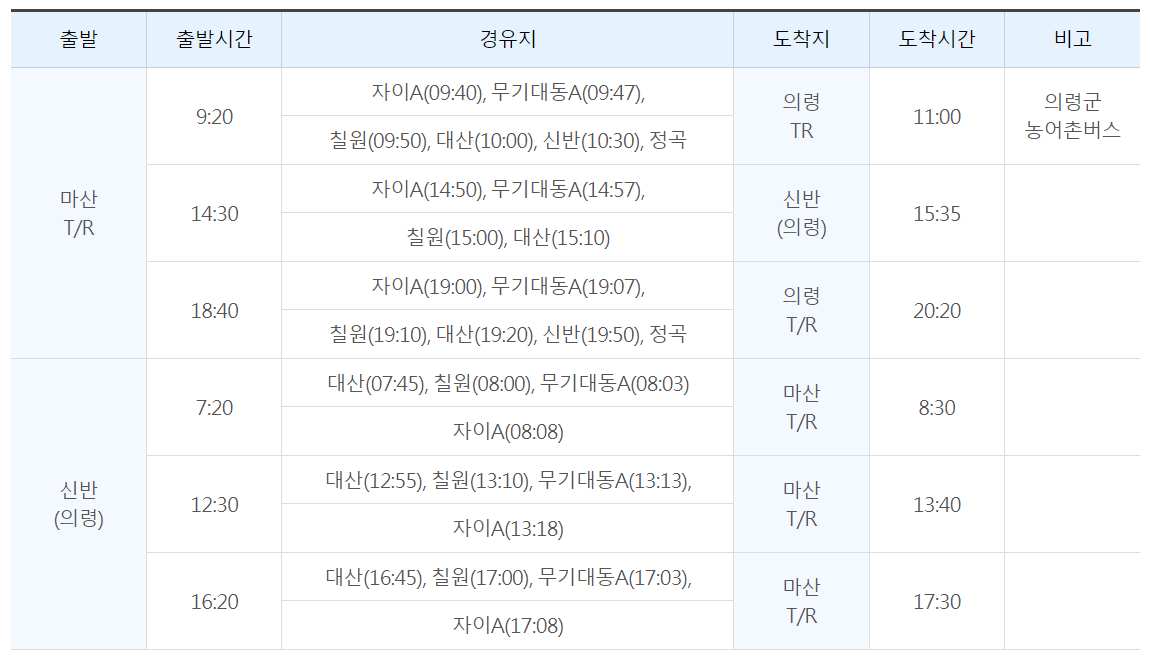 출발 출발시간 경유지 도착지 도착시간 비고
마산
T/R
9:20
자이A(09:40), 무기대동A(09:47),
칠원(09:50), 대산(10:00), 신반(10:30), 정곡
의령
TR
11:00
의령군
농어촌버스
14:30
자이A(14:50), 무기대동A(14:57),
칠원(15:00), 대산(15:10)
신반
(의령)
15:35
18:40
자이A(19:00), 무기대동A(19:07),
칠원(19:10), 대산(19:20), 신반(19:50), 정곡
의령
T/R
20:20
신반
(의령)
7:20
대산(07:45), 칠원(08:00), 무기대동A(08:03)
자이A(08:08)
마산
T/R
8:30
12:30
대산(12:55), 칠원(13:10), 무기대동A(13:13),
자이A(13:18)
마산
T/R
13:40
16:20
대산(16:45), 칠원(17:00), 무기대동A(17:03),
자이A(17:08)
마산
T/R
17:30